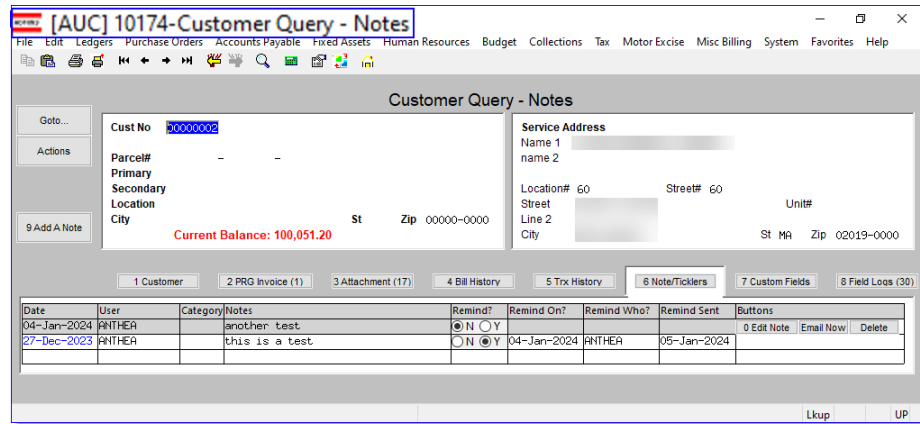 [AUC] 10174-Customer Query - Notes
File Edit Ledgers Purchase Orders Accounts Payable Fixed Assets Human Resources Budget Collections Tax Motor Excise Misc Billing System Favorites Help
Customer Query - Notes
Goto...
Actions
9 Add A Note
Cust No 00000002
Parcel# – –
Primary
Secondary
Location
City St Zip 00000-0000
Current Balance: 100,051.20
Service Address
Name 1
name 2
Location# 60 Street# 60
Street Unit#
Line 2
City St MA Zip 02019-0000
1 Customer 2 PRG Invoice (1) 3 Attachment (17) 4 Bill History 5 Trx History 6 Note/Ticklers 7 Custom Fields 8 Field Logs (30)
Date User Category Notes Remind? Remind On? Remind Who? Remind Sent Buttons
04-Jan-2024 ANTHEA another test N Y 0 Edit Note Email Now Delete
27-Dec-2023 ANTHEA this is a test N Y 04-Jan-2024 ANTHEA 05-Jan-2024
Lkup UP